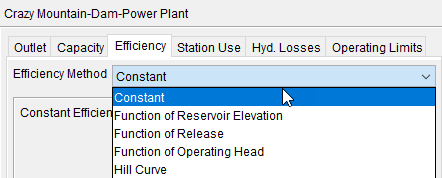 Crazy Mountain-Dam-Power Plant
Outlet Capacity Efficiency Station Use Hyd. Losses Operating Limits
Efficiency Method Constant
Constant
Constant Efficien
Function of Reservoir Elevation
Function of Release
Function of Operating Head
Hill Curve